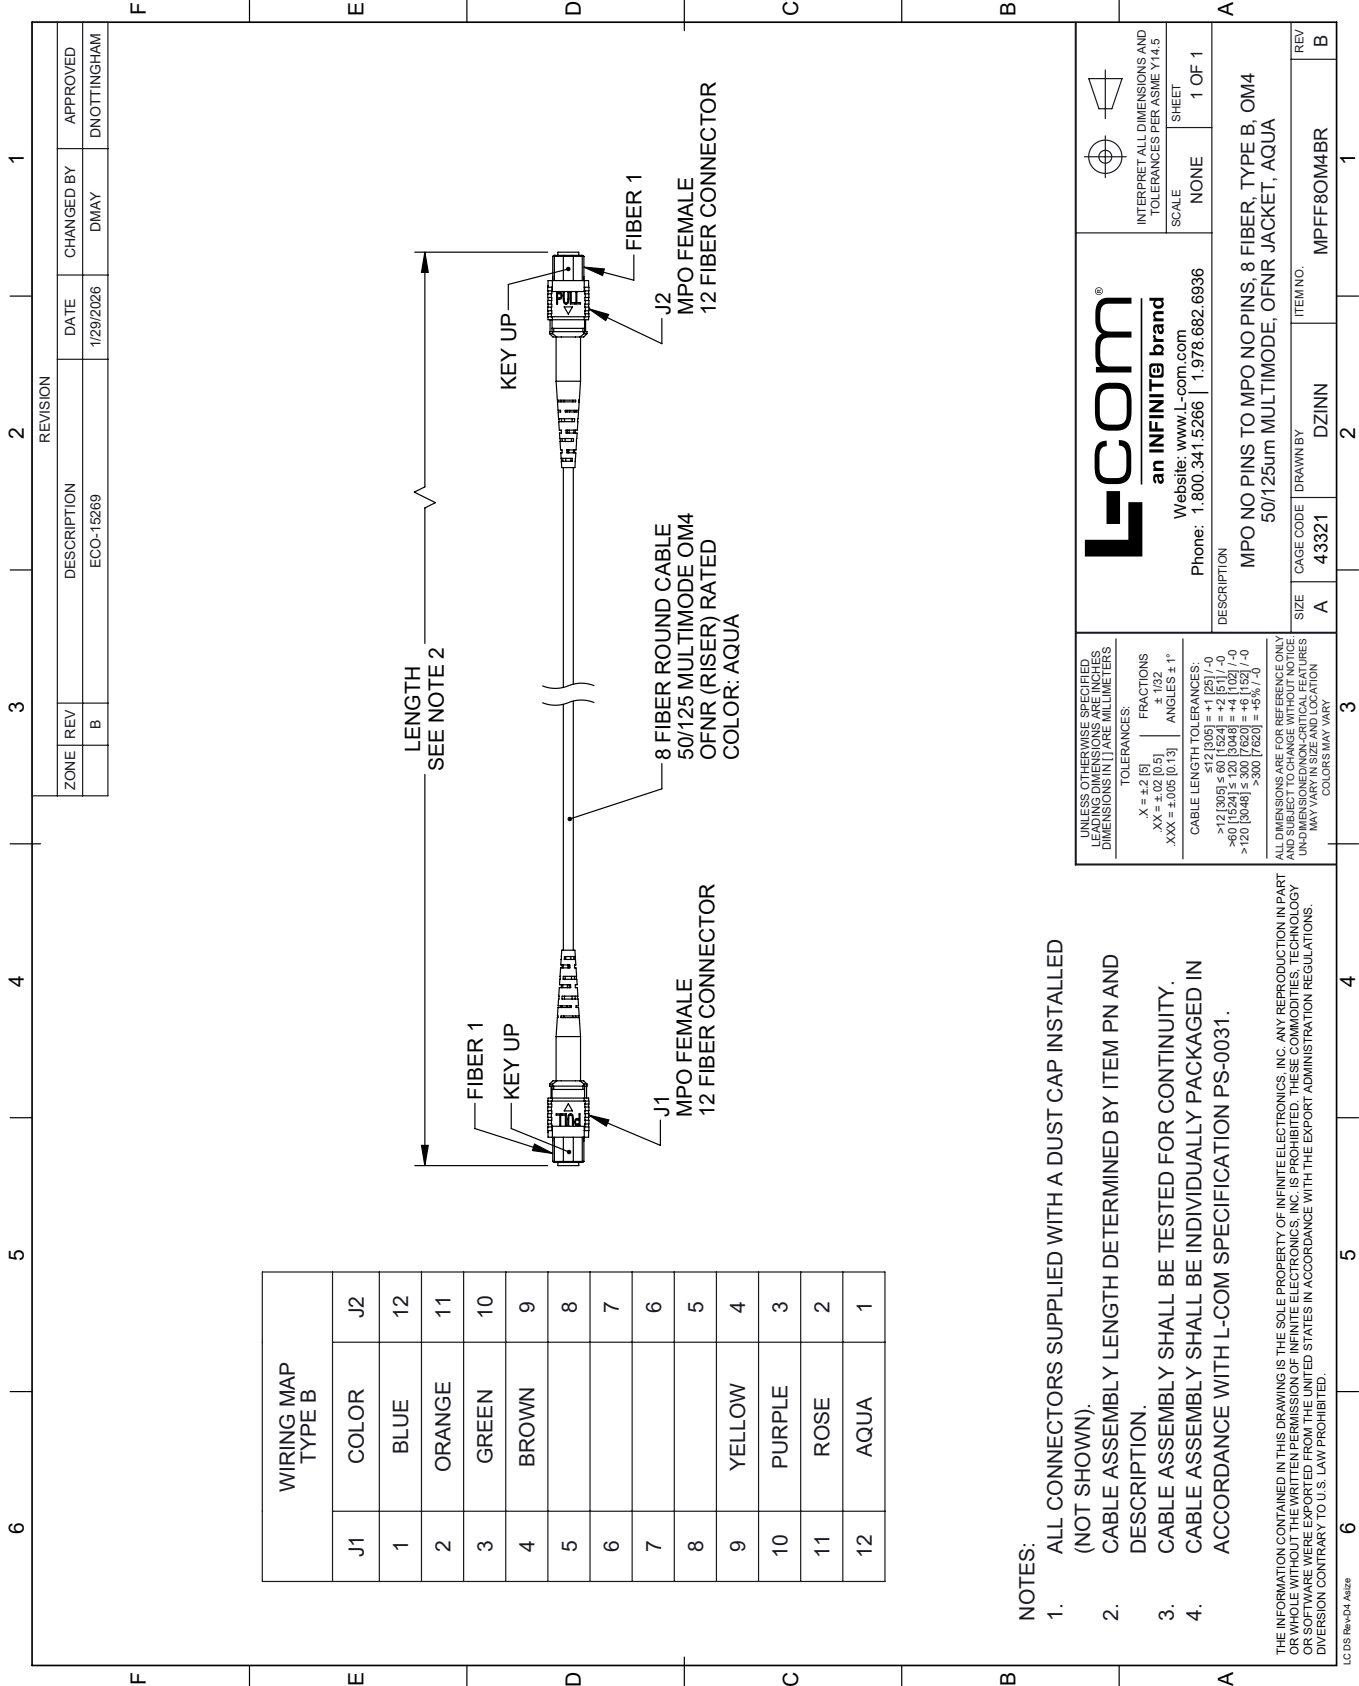 6
5
4
3
2
1
F
E
D
C
B
A
REVISION
ZONE REV DESCRIPTION DATE CHANGED BY APPROVED
B ECO-15269 1/29/2026 DMAY DNOTTINGHAM
WIRING MAP
TYPE B
J1 COLOR J2
1 BLUE 12
2 ORANGE 11
3 GREEN 10
4 BROWN 9
5 8
6 7
7 6
8 5
9 YELLOW 4
10 PURPLE 3
11 ROSE 2
12 AQUA 1
LENGTH
SEE NOTE 2
FIBER 1
KEY UP
PULL
J1
MPO FEMALE
12 FIBER CONNECTOR
8 FIBER ROUND CABLE
50/125 MULTIMODE OM4
OFNR (RISER) RATED
COLOR: AQUA
KEY UP
PULL
FIBER 1
J2
MPO FEMALE
12 FIBER CONNECTOR
NOTES:
1. ALL CONNECTORS SUPPLIED WITH A DUST CAP INSTALLED
(NOT SHOWN).
2. CABLE ASSEMBLY LENGTH DETERMINED BY ITEM PN AND
DESCRIPTION.
3. CABLE ASSEMBLY SHALL BE TESTED FOR CONTINUITY.
4. CABLE ASSEMBLY SHALL BE INDIVIDUALLY PACKAGED IN
ACCORDANCE WITH L-COM SPECIFICATION PS-0031.
THE INFORMATION CONTAINED IN THIS DRAWING IS THE SOLE PROPERTY OF INFINITE ELECTRONICS, INC. ANY REPRODUCTION IN PART
OR WHOLE WITHOUT THE WRITTEN PERMISSION OF INFINITE ELECTRONICS, INC. IS PROHIBITED. THESE COMMODITIES, TECHNOLOGY
OR SOFTWARE WERE EXPORTED FROM THE UNITED STATES IN ACCORDANCE WITH THE EXPORT ADMINISTRATION REGULATIONS.
DIVERSION CONTRARY TO U.S. LAW PROHIBITED.
UNLESS OTHERWISE SPECIFIED
LEADING DIMENSIONS ARE INCHES
DIMENSIONS IN [ ] ARE MILLIMETERS
TOLERANCES:
.X = ±.2 [5] FRACTIONS
.XX = ±.02 [0.5] ± 1/32
.XXX = ±.005 [0.13] ANGLES ± 1°
CABLE LENGTH TOLERANCES:
≤12 [305] = +1 [25] / -0
>12 [305] ≤ 60 [1524] = +2 [51] / -0
>60 [1524] ≤ 120 [3048] = +4 [102] / -0
>120 [3048] ≤ 300 [7620] = +6 [152] / -0
>300 [7620] = +5% / -0
ALL DIMENSIONS ARE FOR REFERENCE ONLY
AND SUBJECT TO CHANGE WITHOUT NOTICE.
UN-DIMENSIONED/NON-CRITICAL FEATURES
MAY VARY IN SIZE AND LOCATION
COLORS MAY VARY
L-com®
an INFINIT@ brand
Website: www.L-com.com
Phone: 1.800.341.5266 | 1.978.682.6936
INTERPRET ALL DIMENSIONS AND
TOLERANCES PER ASME Y14.5
SCALE NONE
SHEET 1 OF 1
DESCRIPTION
MPO NO PINS TO MPO NO PINS, 8 FIBER, TYPE B, OM4
50/125um MULTIMODE, OFNR JACKET, AQUA
SIZE CAGE CODE DRAWN BY ITEM NO. REV
A 43321 DZINN MPFF8OM4BR B
6
5
4
3
2
1
F
E
D
C
B
A
LC DS Rev-D4 Asize